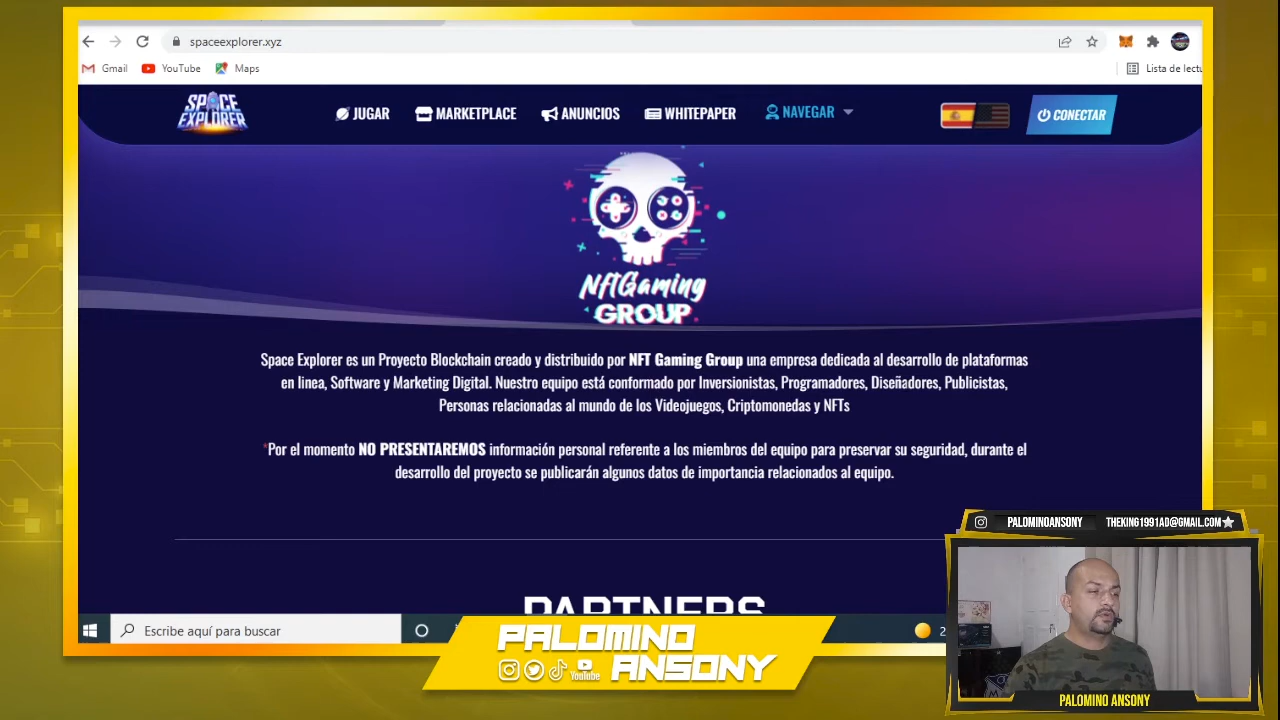 spaceexplorer.xyz
Gmail
YouTube
Maps
Lista de lectu
SPACE
EXPLORER
JUGAR
MARKETPLACE
ANUNCIOS
WHITEPAPER
NAVEGAR
CONECTAR
NftGaming
GROUP
Space Explorer es un Proyecto Blockchain creado y distribuido por NFT Gaming Group una empresa dedicada al desarrollo de plataformas
en linea, Software y Marketing Digital. Nuestro equipo está conformado por Inversionistas, Programadores, Diseñadores, Publicistas,
Personas relacionadas al mundo de los Videojuegos, Criptomonedas y NFTs
*Por el momento NO PRESENTAREMOS información personal referente a los miembros del equipo para preservar su seguridad, durante el
desarrollo del proyecto se publicarán algunos datos de importancia relacionados al equipo.
PARTNERS
Escribe aquí para buscar
2
PALOMINO
ANSONY
YouTube
PALOMINOANSONY
THEKING1991AD@GMAIL.COM
PALOMINO ANSONY